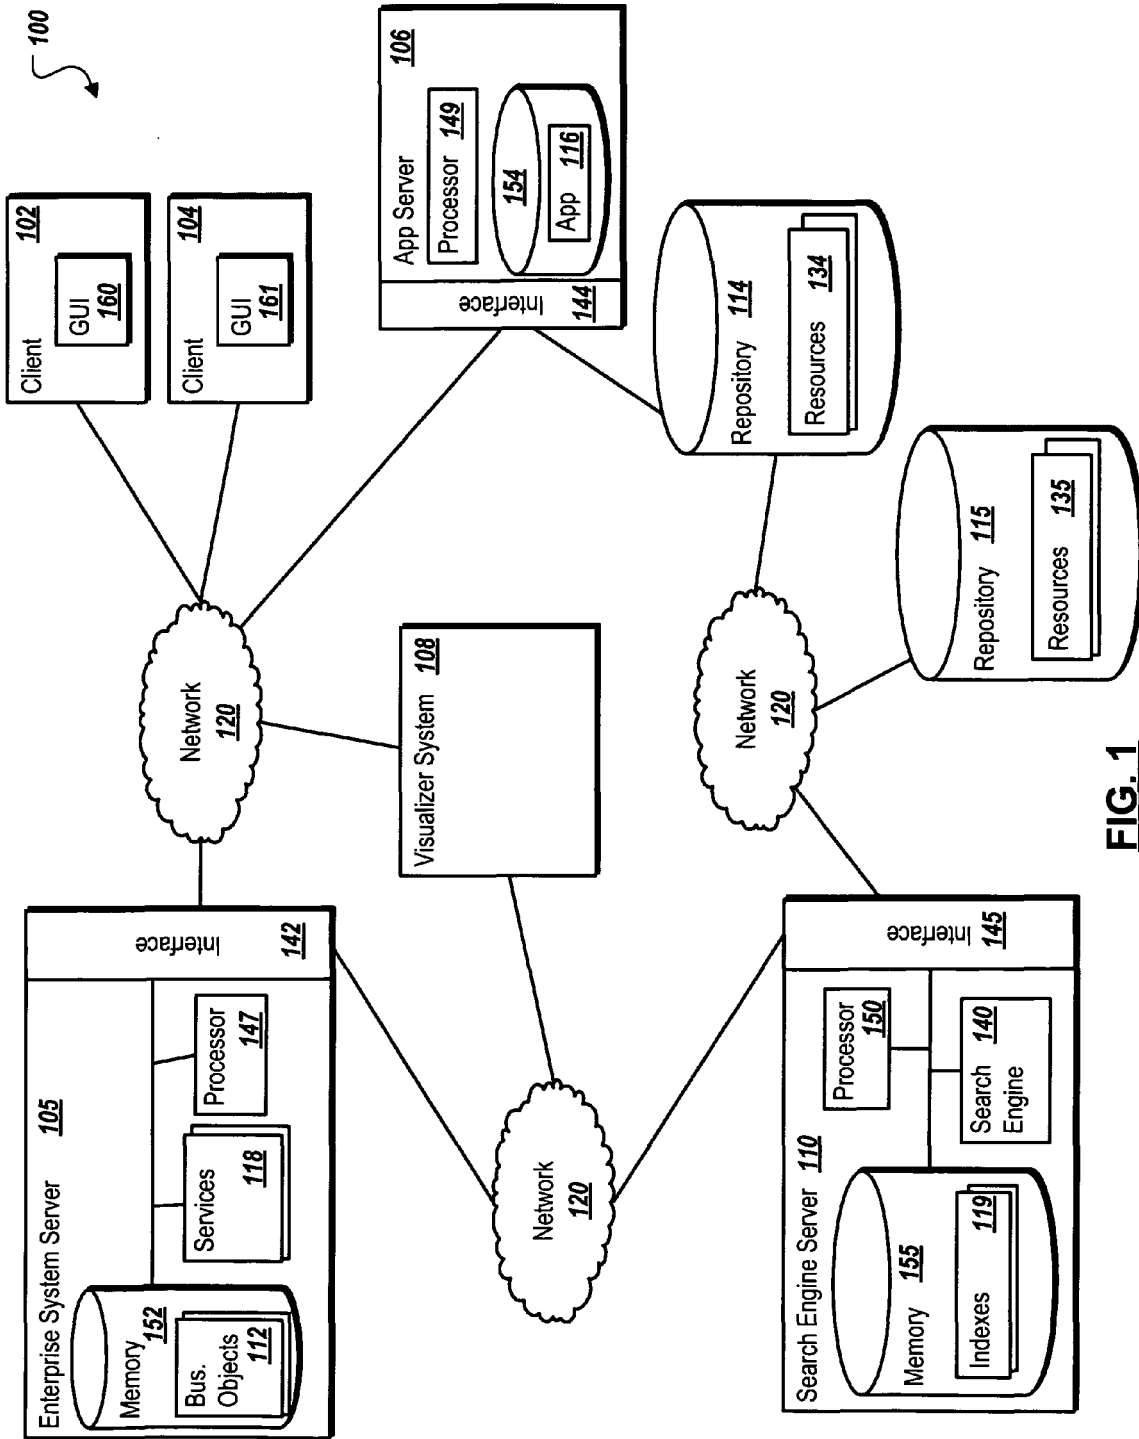 100
Client 102
GUI
160
Client 104
GUI
161
App Server 106
Processor 149
154
App 116
Interface
144
Repository 114
Resources 134
Repository 115
Resources 135
Network
120
Visualizer System 108
Network
120
Network
120
Enterprise System Server 105
Interface
142
Processor
147
Services
118
Memory
152
Bus.
Objects
112
Search Engine Server 110
Interface
145
Processor
150
Search
Engine
140
Memory 155
Indexes 119
FIG. 1